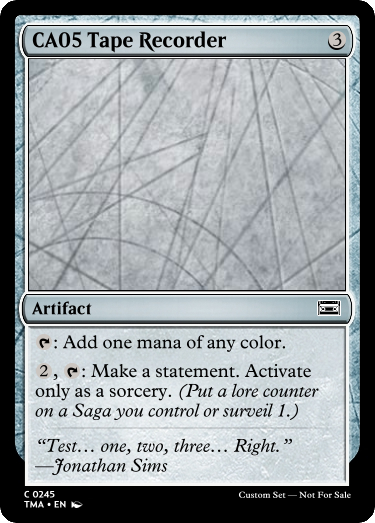 CA05 Tape Recorder 3
Artifact
: Add one mana of any color.
2, : Make a statement. Activate
only as a sorcery. (Put a lore counter
on a Saga you control or surveil 1.)
“Test… one, two, three… Right.”
—Jonathan Sims
C 0245
TMA • EN
Custom Set — Not For Sale